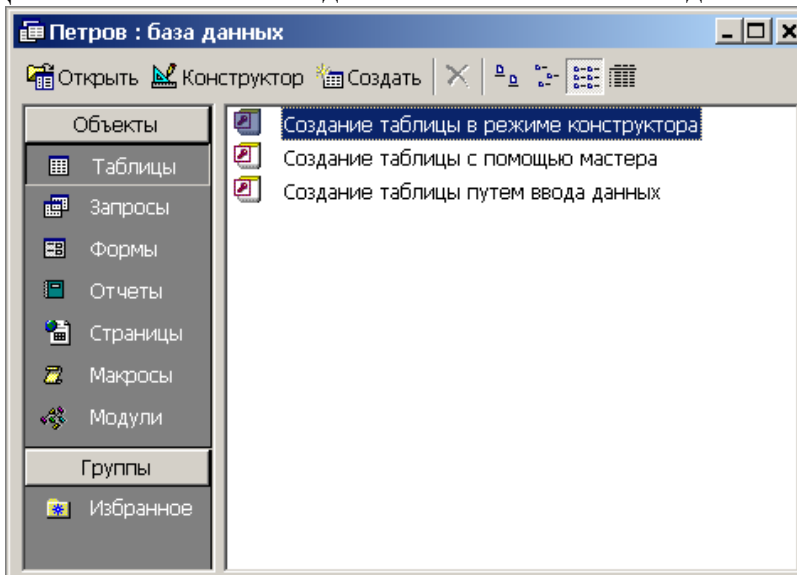 Петров : база данных
Открыть Конструктор Создать
Объекты
Таблицы
Запросы
Формы
Отчеты
Страницы
Макросы
Модули
Группы
Избранное
Создание таблицы в режиме конструктора
Создание таблицы с помощью мастера
Создание таблицы путем ввода данных